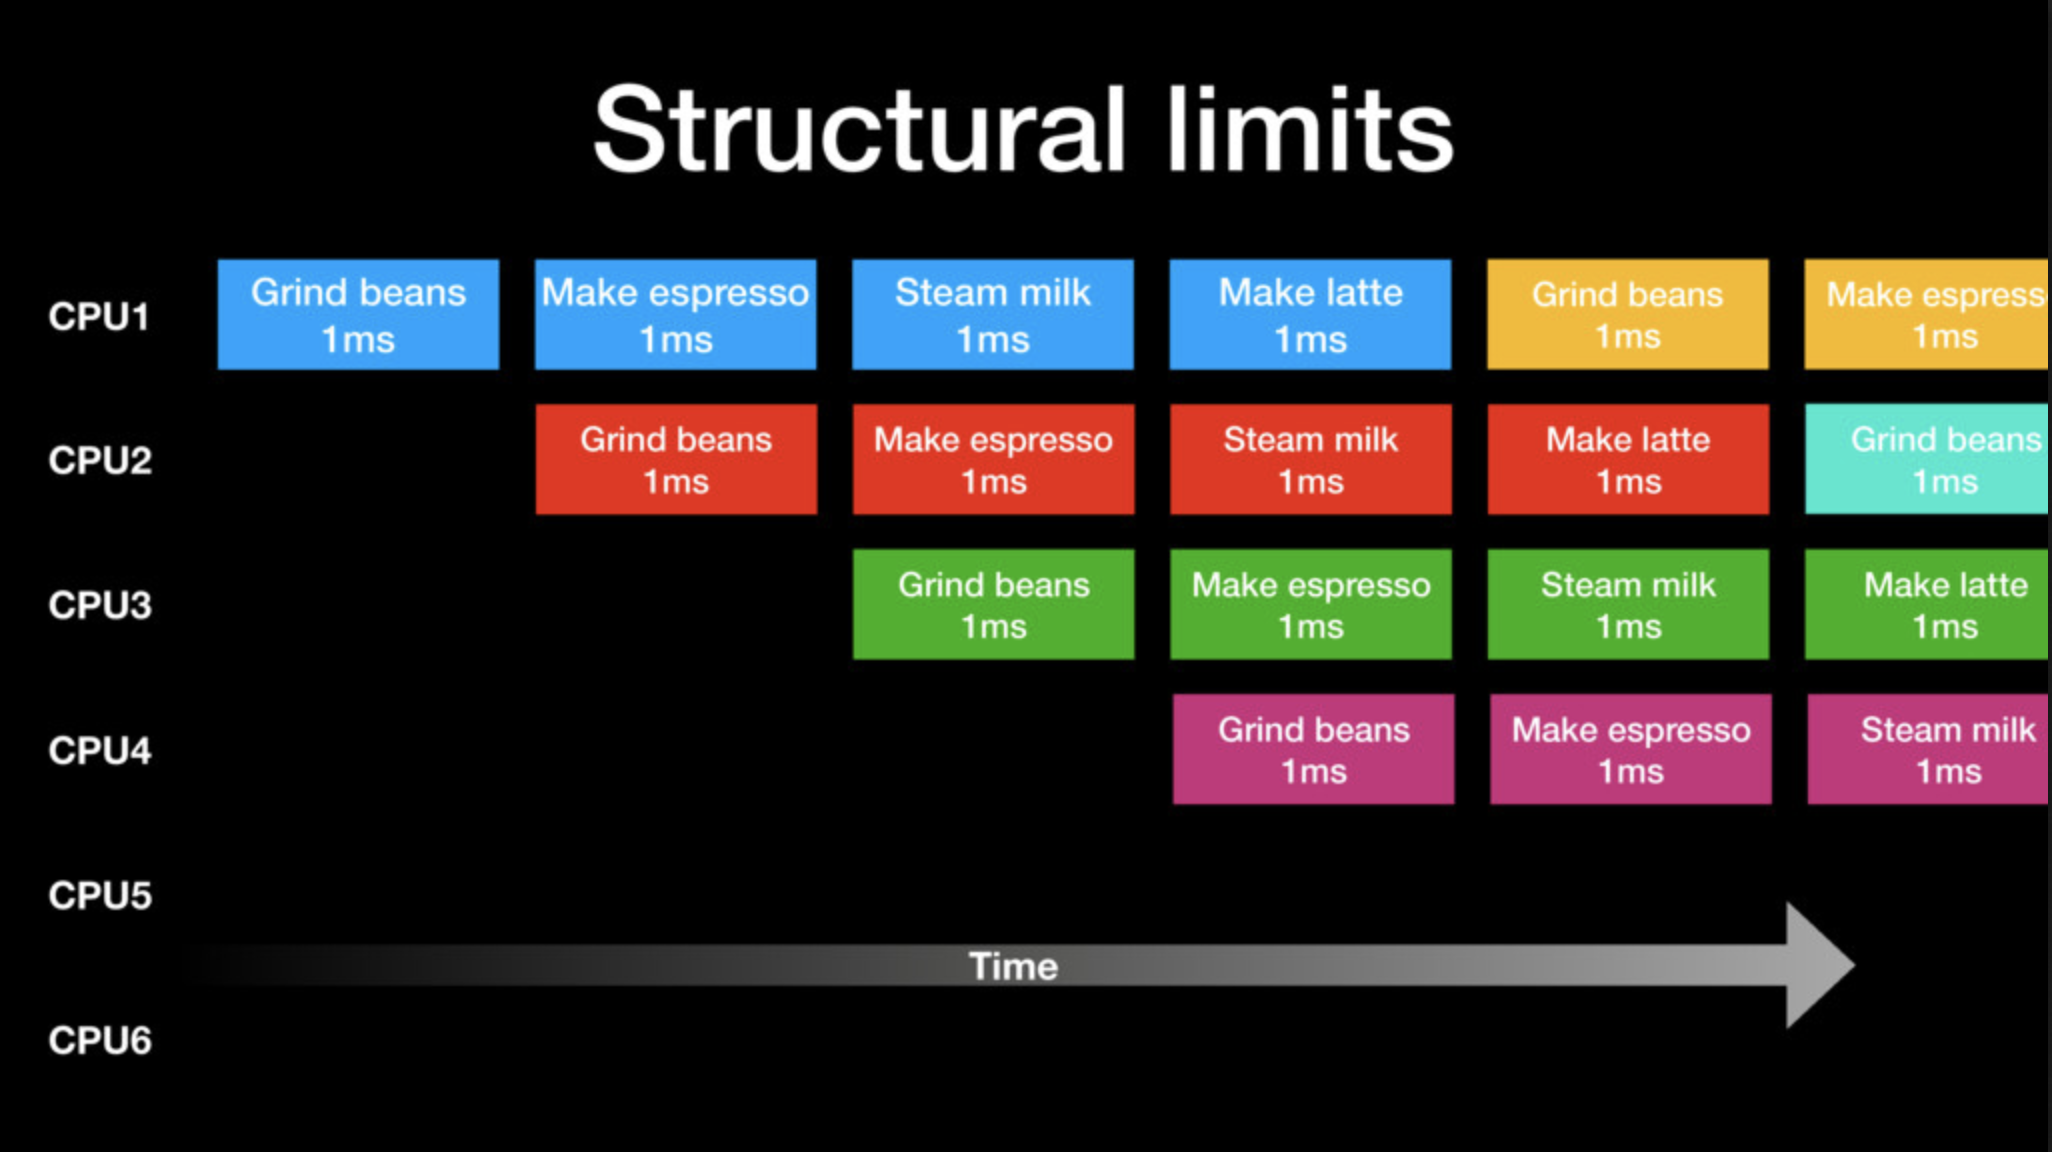 Structural limits
CPU1
Grind beans
1ms
Make espresso
1ms
Steam milk
1ms
Make latte
1ms
Grind beans
1ms
Make espress
1ms
CPU2
Grind beans
1ms
Make espresso
1ms
Steam milk
1ms
Make latte
1ms
Grind beans
1ms
CPU3
Grind beans
1ms
Make espresso
1ms
Steam milk
1ms
Make latte
1ms
CPU4
Grind beans
1ms
Make espresso
1ms
Steam milk
1ms
CPU5
Time
CPU6